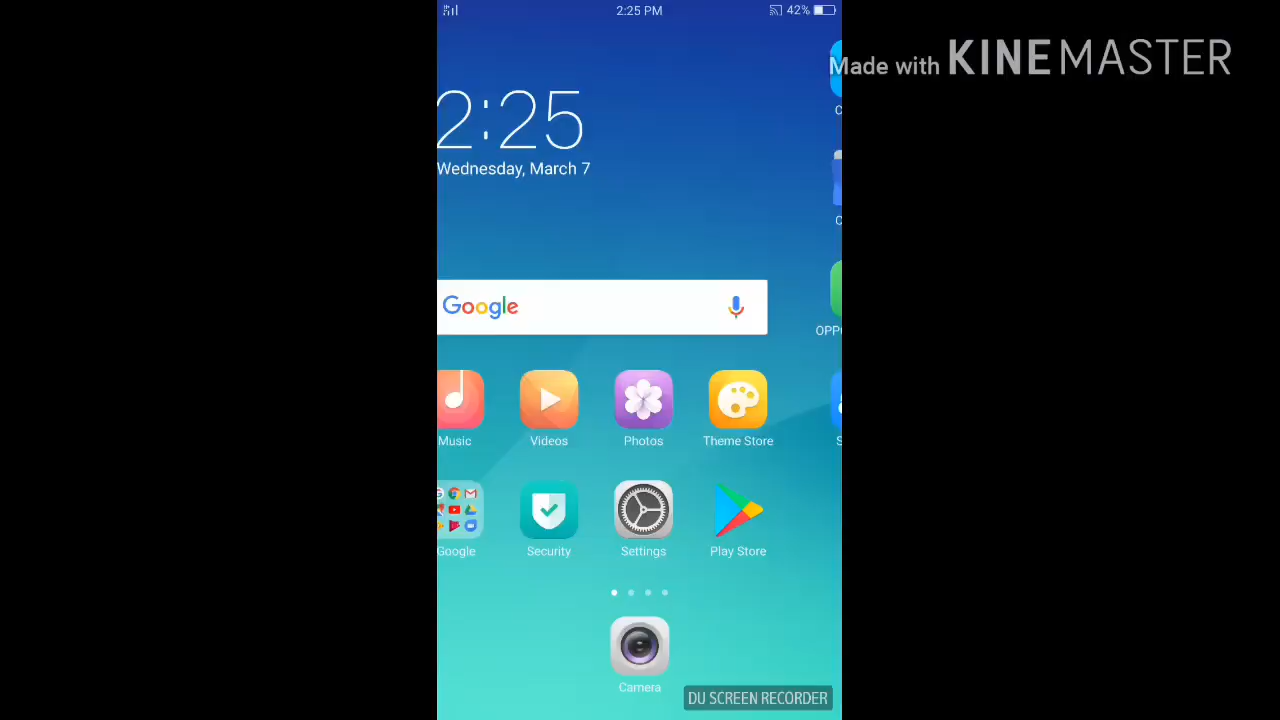 2:25 PM
42%
Made with KINEMASTER
2:25
Wednesday, March 7
Google
OPP
Music
Videos
Photos
Theme Store
Google
Security
Settings
Play Store
Camera
DU SCREEN RECORDER